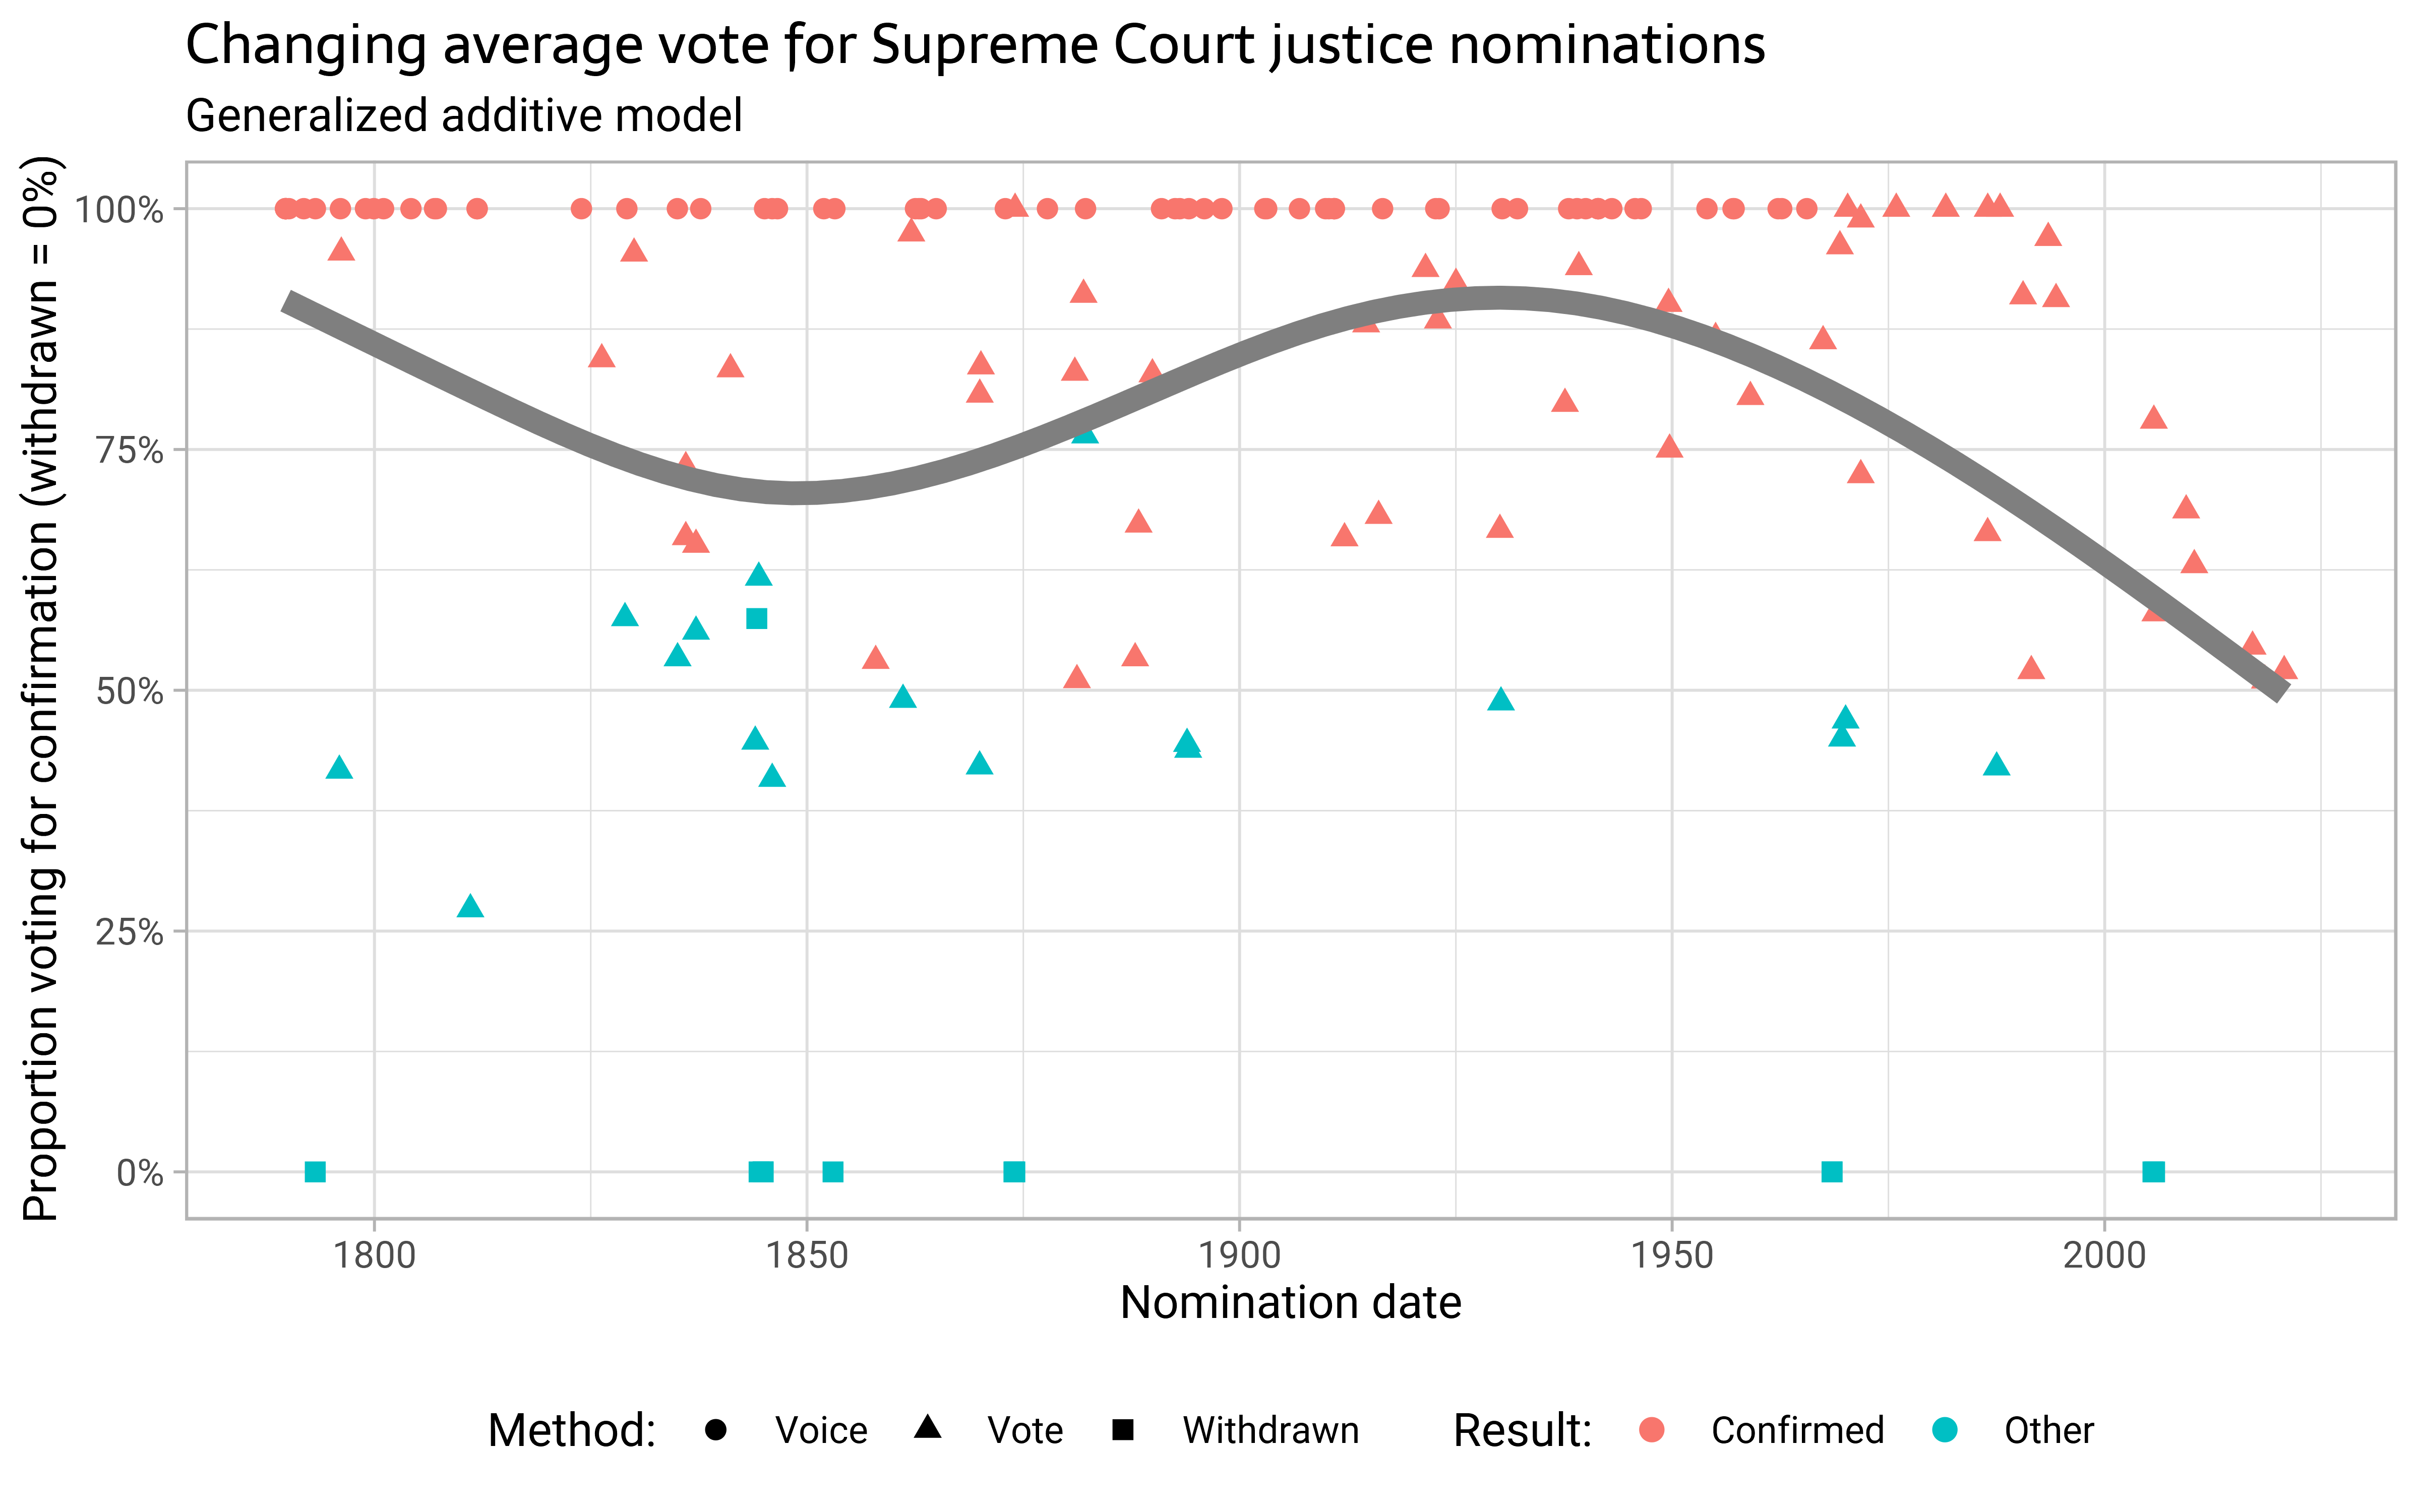 Changing average vote for Supreme Court justice nominations
Generalized additive model
Proportion voting for confirmation (withdrawn = 0%)
100%
75%
50%
25%
0%
1800 1850 1900 1950 2000
Nomination date
Method: Voice Vote Withdrawn Result: Confirmed Other